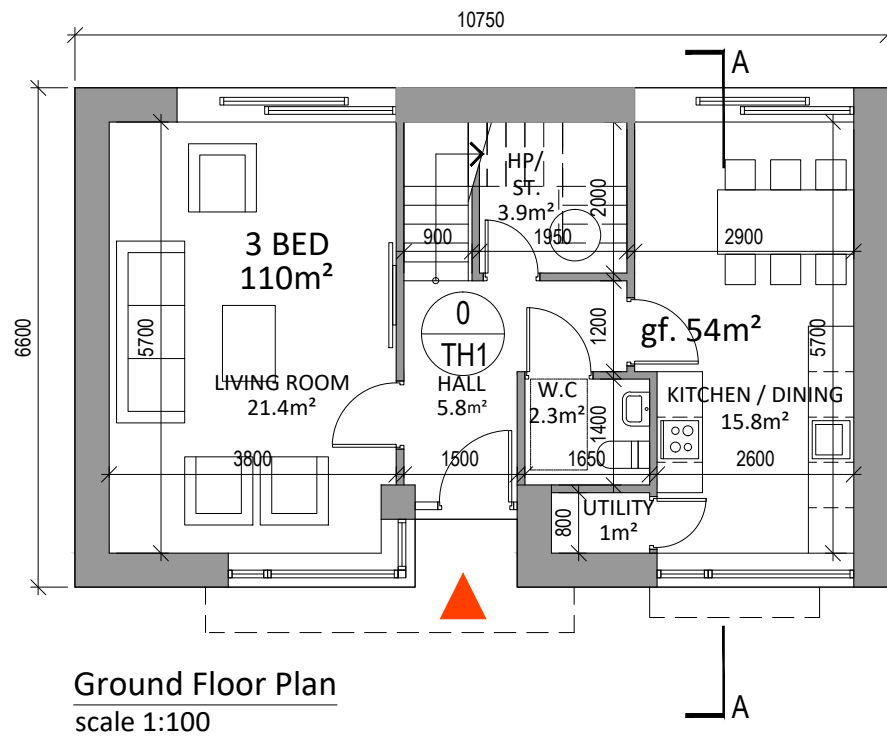 10750
A
HP/
ST.
3.9m²
2000
900
1950
2900
3 BED
110m²
6600
5700
0
TH1
1200
gf. 54m²
5700
LIVING ROOM
21.4m²
HALL
5.8m²
W.C
2.3m²
1400
KITCHEN / DINING
15.8m²
3800
1500
1650
2600
800
UTILITY
1m²
Ground Floor Plan
scale 1:100
A